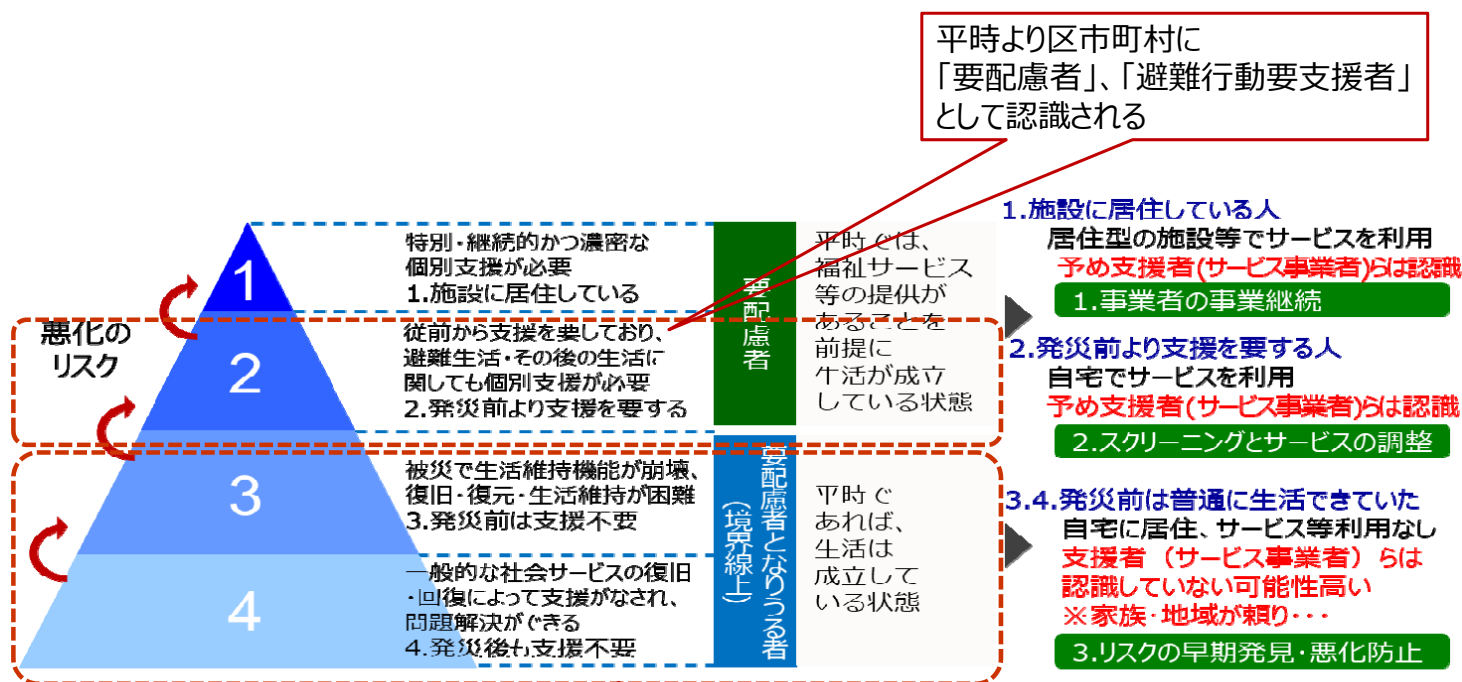 平時より区市町村に
「要配慮者」、「避難行動要支援者」
として認識される
悪化の
リスク
1
2
3
4
特別・継続的かつ濃密な
個別支援が必要
1.施設に居住している
従前から支援を要しており、
避難生活・その後の生活に
関しても個別支援が必要
2.発災前より支援を要する
被災で生活維持機能が崩壊、
復旧・復元・生活維持が困難
3.発災前は支援不要
一般的な社会サービスの復旧
・回復によって支援がなされ、
問題解決ができる
4.発災後も支援不要
要配慮者
要配慮者となりうる者
（境界線上）
平時では、
福祉サービス
等の提供が
あることを
前提に
生活が成立
している状態
平時で
あれば、
生活は
成立して
いる状態
1.施設に居住している人
居住型の施設等でサービスを利用
予め支援者(サービス事業者)らは認識
1.事業者の事業継続
2.発災前より支援を要する人
自宅でサービスを利用
予め支援者(サービス事業者)らは認識
2.スクリーニングとサービスの調整
3.4.発災前は普通に生活できていた
自宅に居住、サービス等利用なし
支援者（サービス事業者）らは
認識していない可能性高い
※家族・地域が頼り・・・
3.リスクの早期発見・悪化防止